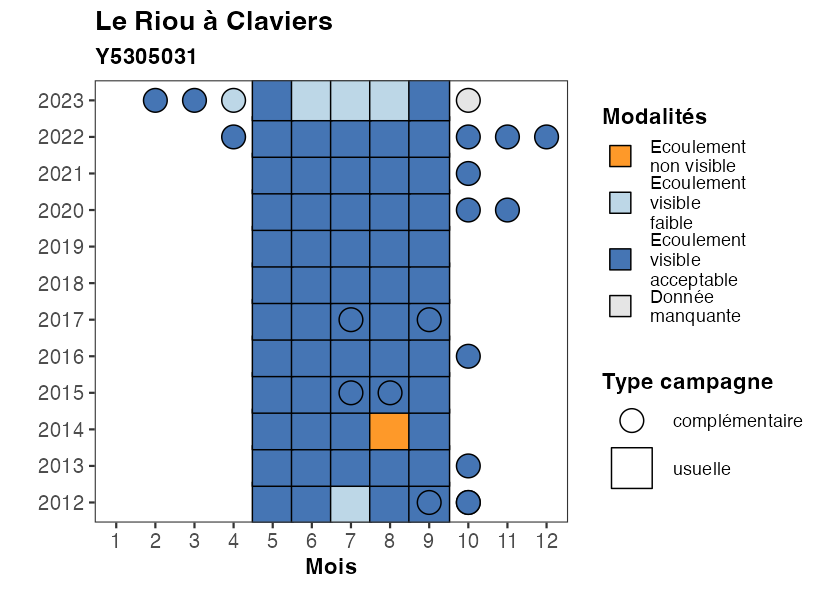 Le Riou à Claviers
Y5305031
2023
2022
2021
2020
2019
2018
2017
2016
2015
2014
2013
2012
1 2 3 4 5 6 7 8 9 10 11 12
Mois
Modalités
Ecoulement
non visible
Ecoulement
visible
faible
Ecoulement
visible
acceptable
Donnée
manquante
Type campagne
complémentaire
usuelle